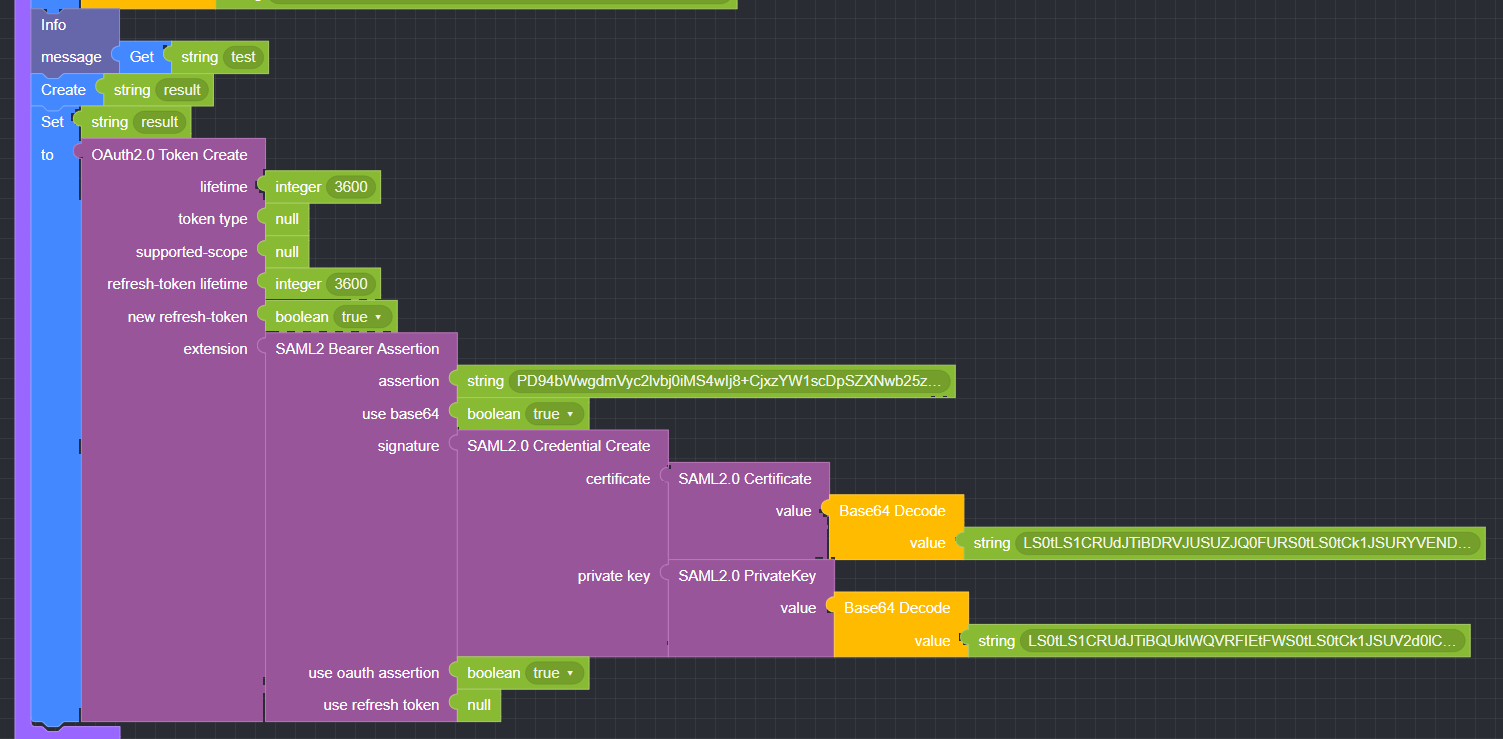 Info
message Get string test
Create string result
Set string result
to OAuth2.0 Token Create
lifetime integer 3600
token type null
supported-scope null
refresh-token lifetime integer 3600
new refresh-token boolean true
extension SAML2 Bearer Assertion
assertion string PD94bWwgdmVyc2lvbj0iMS4wIj8+CjxzYW1scDpSZXNwb25z...
use base64 boolean true
signature SAML2.0 Credential Create
certificate SAML2.0 Certificate
value Base64 Decode
value string LS0tLS1CRUdJTiBDRVJUSUZJQ0FURS0tLS0tCk1JSURYVEND...
private key SAML2.0 PrivateKey
value Base64 Decode
value string LS0tLS1CRUdJTiBQUklWQVRFIEtFWS0tLS0tCk1JSUV2d0lC...
use oauth assertion boolean true
use refresh token null